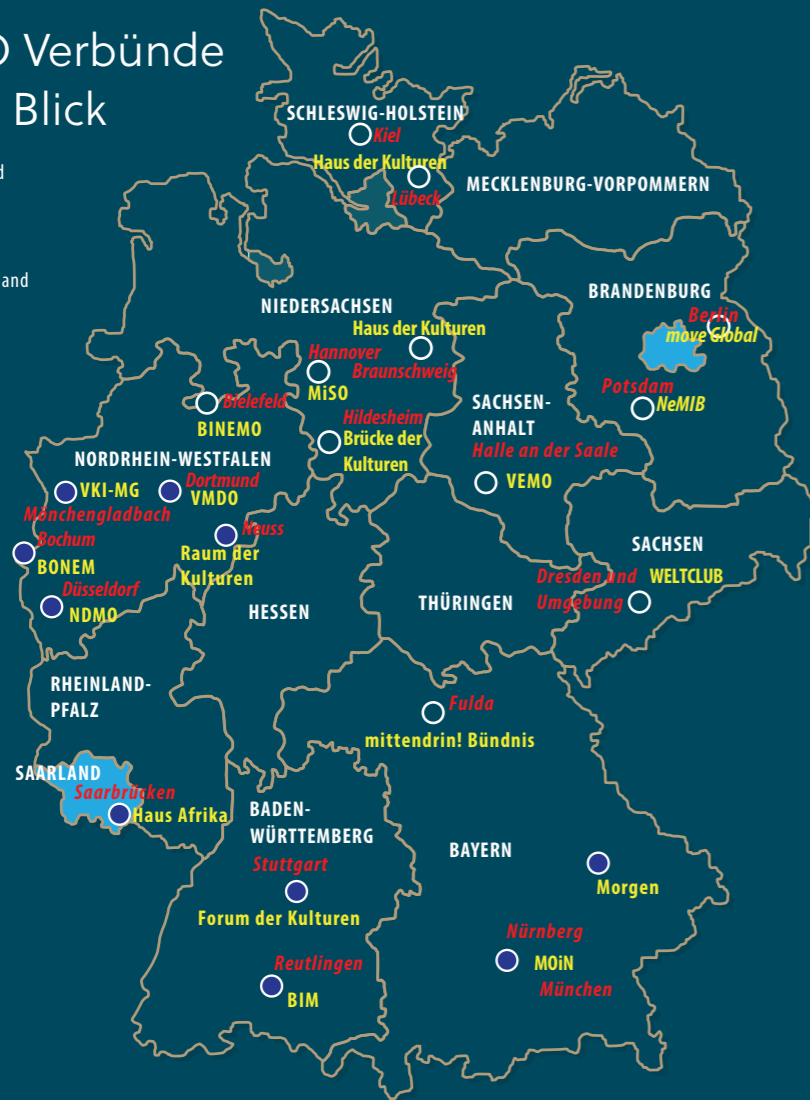 Verbünde
Blick
and
SCHLESWIG-HOLSTEIN
Kiel
Haus der Kulturen
Lübeck
MECKLENBURG-VORPOMMERN
NIEDERSACHSEN
Haus der Kulturen
Hannover
Braunschweig
MiSO
Hildesheim
Brücke der
Kulturen
BRANDENBURG
Berlin
move Global
Potsdam
NeMIB
Bielefeld
BINEMO
SACHSEN-
ANHALT
Halle an der Saale
VEMO
NORDRHEIN-WESTFALEN
Dortmund
VKI-MG
VMDO
Mönchengladbach
Bochum
BONEM
Neuss
Raum der
Kulturen
Düsseldorf
NDMO
HESSEN
THÜRINGEN
SACHSEN
Dresden und
Umgebung
WELTCLUB
RHEINLAND-
PFALZ
Fulda
mittendrin! Bündnis
SAARLAND
Saarbrücken
Haus Afrika
BADEN-
WÜRTTEMBERG
Stuttgart
Forum der Kulturen
Reutlingen
BIM
BAYERN
Morgen
Nürnberg
MOiN
München